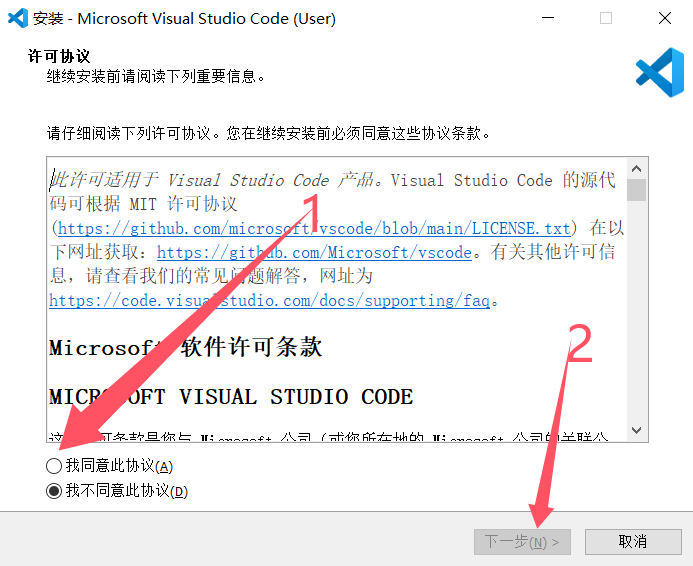 安装 - Microsoft Visual Studio Code (User)
许可协议
继续安装前请阅读下列重要信息。
请仔细阅读下列许可协议。您在继续安装前必须同意这些协议条款。
此许可适用于 Visual Studio Code 产品。Visual Studio Code 的源代
码可根据 MIT 许可协议
1
(https://github.com/microsoft/vscode/blob/main/LICENSE.txt) 在以
下网址获取：https://github.com/Microsoft/vscode。有关其他许可信
息，请查看我们的常见问题解答，网址为
https://code.visualstudio.com/docs/supporting/faq。
Microsoft 软件许可条款
2
MICROSOFT VISUAL STUDIO CODE
条款是您与 Microsoft 公司（或您所在地的 Microsoft 公司的关联公
我同意此协议(A)
我不同意此协议(D)
下一步(N) >
取消